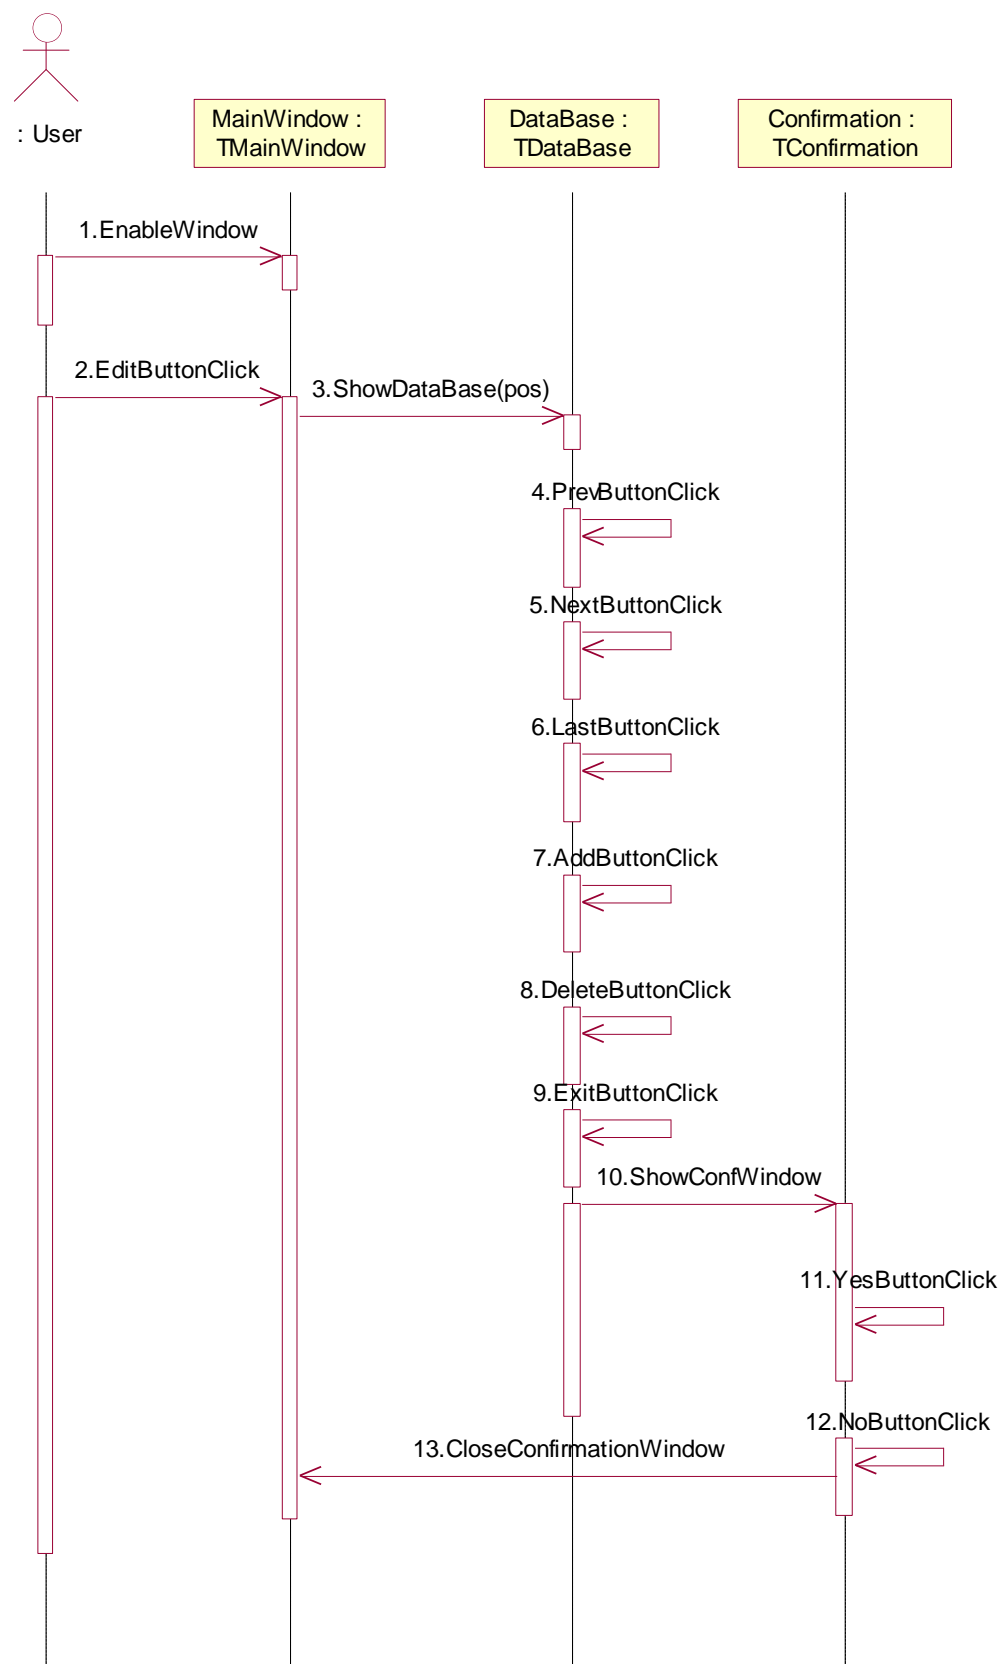 : User
MainWindow :
TMainWindow
DataBase :
TDataBase
Confirmation :
TConfirmation
1.EnableWindow
2.EditButtonClick
3.ShowDataBase(pos)
4.PrevButtonClick
5.NextButtonClick
6.LastButtonClick
7.AddButtonClick
8.DeleteButtonClick
9.ExitButtonClick
10.ShowConfWindow
11.YesButtonClick
12.NoButtonClick
13.CloseConfirmationWindow